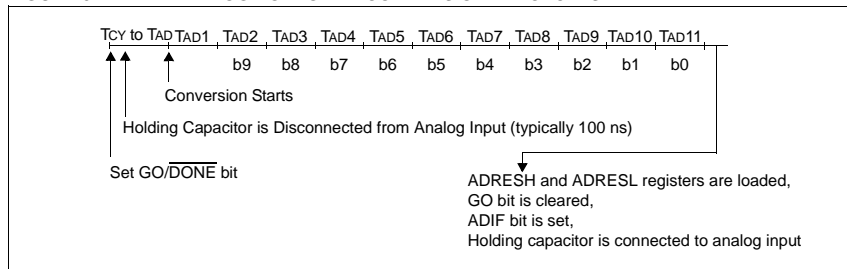 TCY to TAD TAD1 TAD2 TAD3 TAD4 TAD5 TAD6 TAD7 TAD8 TAD9 TAD10 TAD11
b9 b8 b7 b6 b5 b4 b3 b2 b1 b0
Conversion Starts
Holding Capacitor is Disconnected from Analog Input (typically 100 ns)
Set GO/DONE bit
ADRESH and ADRESL registers are loaded,
GO bit is cleared,
ADIF bit is set,
Holding capacitor is connected to analog input